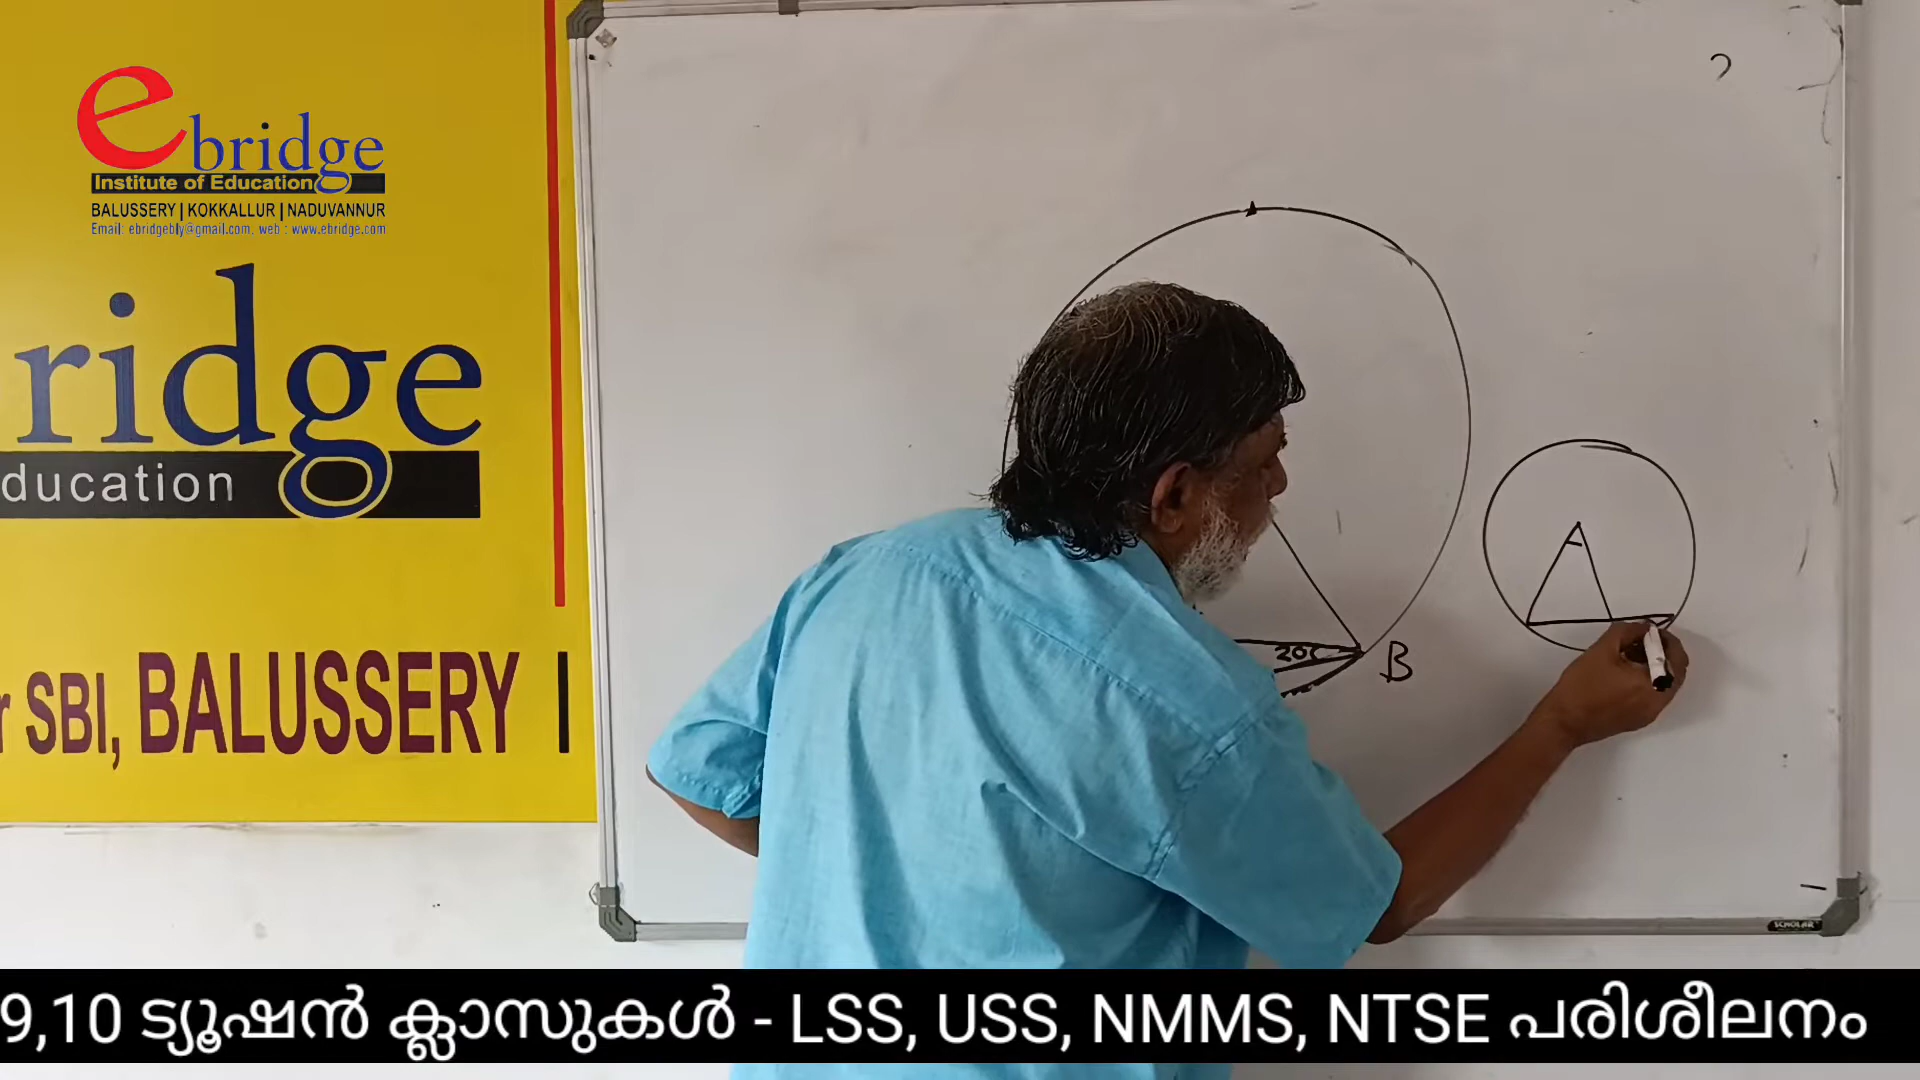 ebridge
Institute of Education
BALUSSERY | KOKKALLUR | NADUVANNUR
Email: ebridgebly@gmail.com, web : www.ebridge.com
ridge
ducation
r SBI, BALUSSERY |
B
SCHOLAR
9,10 ട്യൂഷൻ ക്ലാസുകൾ - LSS, USS, NMMS, NTSE പരിശീലനം